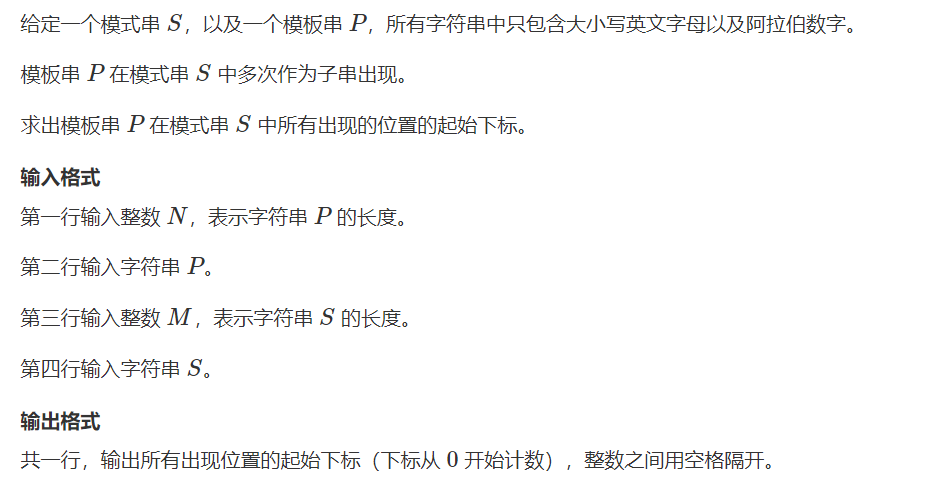 给定一个模式串 S，以及一个模板串 P，所有字符串中只包含大小写英文字母以及阿拉伯数字。
模板串 P 在模式串 S 中多次作为子串出现。
求出模板串 P 在模式串 S 中所有出现的位置的起始下标。
输入格式
第一行输入整数 N，表示字符串 P 的长度。
第二行输入字符串 P。
第三行输入整数 M，表示字符串 S 的长度。
第四行输入字符串 S。
输出格式
共一行，输出所有出现位置的起始下标（下标从 0 开始计数），整数之间用空格隔开。